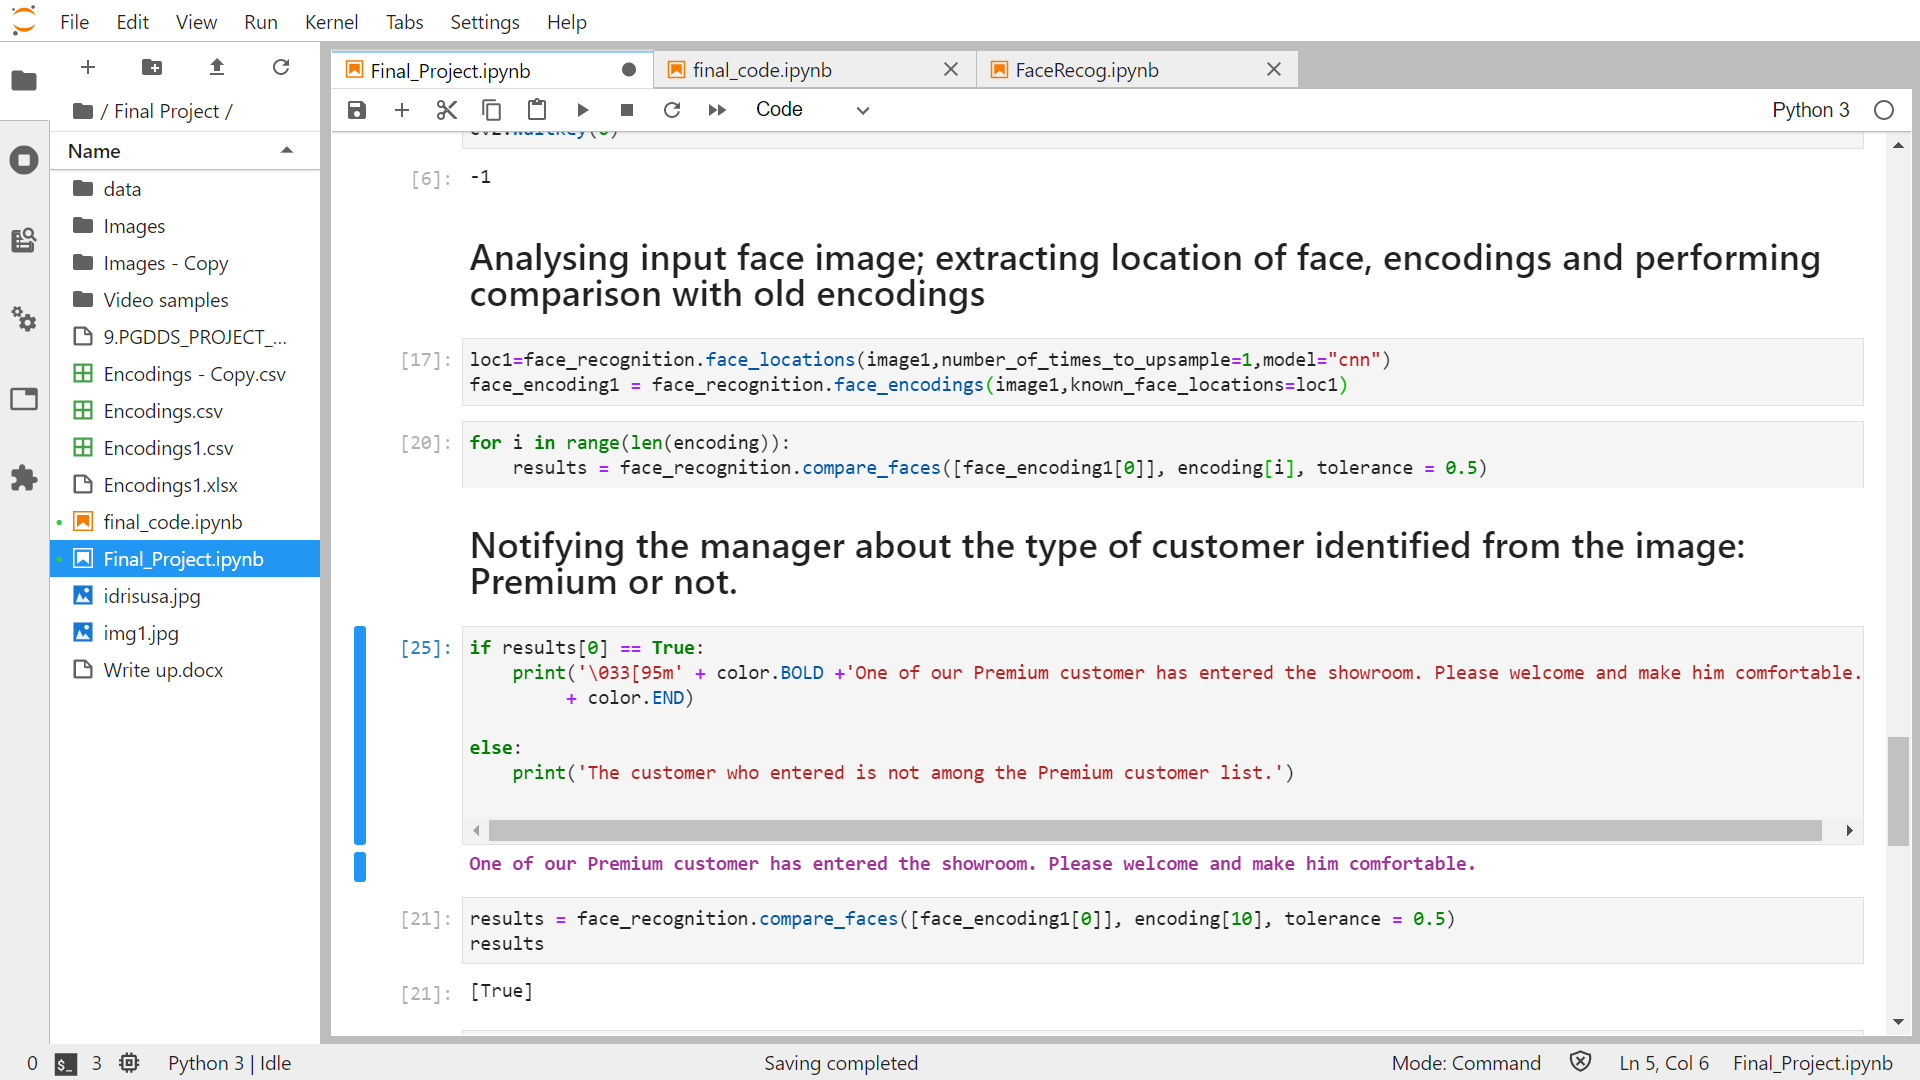 File Edit View Run Kernel Tabs Settings Help
Final_Project.ipynb final_code.ipynb FaceRecog.ipynb
/ Final Project /
Code Python 3
Name
data
Images
Images - Copy
Video samples
9.PGDDS_PROJECT_...
Encodings - Copy.csv
Encodings.csv
Encodings1.csv
Encodings1.xlsx
final_code.ipynb
Final_Project.ipynb
idrisusa.jpg
img1.jpg
Write up.docx
cv2.waitKey(0)
[6]: -1
Analysing input face image; extracting location of face, encodings and performing
comparison with old encodings
[17]: loc1=face_recognition.face_locations(image1,number_of_times_to_upsample=1,model="cnn")
face_encoding1 = face_recognition.face_encodings(image1,known_face_locations=loc1)
[20]: for i in range(len(encoding)):
results = face_recognition.compare_faces([face_encoding1[0]], encoding[i], tolerance = 0.5)
Notifying the manager about the type of customer identified from the image:
Premium or not.
[25]: if results[0] == True:
print('\033[95m' + color.BOLD +'One of our Premium customer has entered the showroom. Please welcome and make him comfortable.
+ color.END)
else:
print('The customer who entered is not among the Premium customer list.')
One of our Premium customer has entered the showroom. Please welcome and make him comfortable.
[21]: results = face_recognition.compare_faces([face_encoding1[0]], encoding[10], tolerance = 0.5)
results
[21]: [True]
0 $_ 3 Python 3 | Idle Saving completed Mode: Command Ln 5, Col 6 Final_Project.ipynb